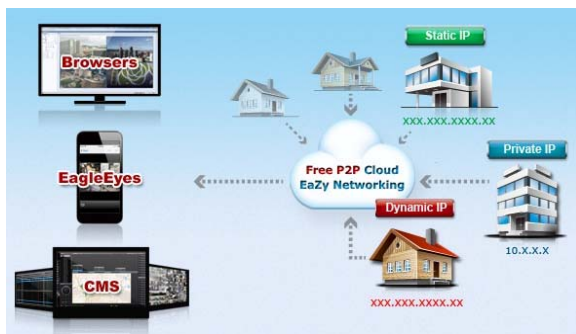 Browsers
EagleEyes
CMS
Static IP
XXX.XXX.XXXX.XX
Free P2P Cloud
EaZy Networking
Private IP
10.X.X.X
Dynamic IP
XXX.XXX.XXXX.XX